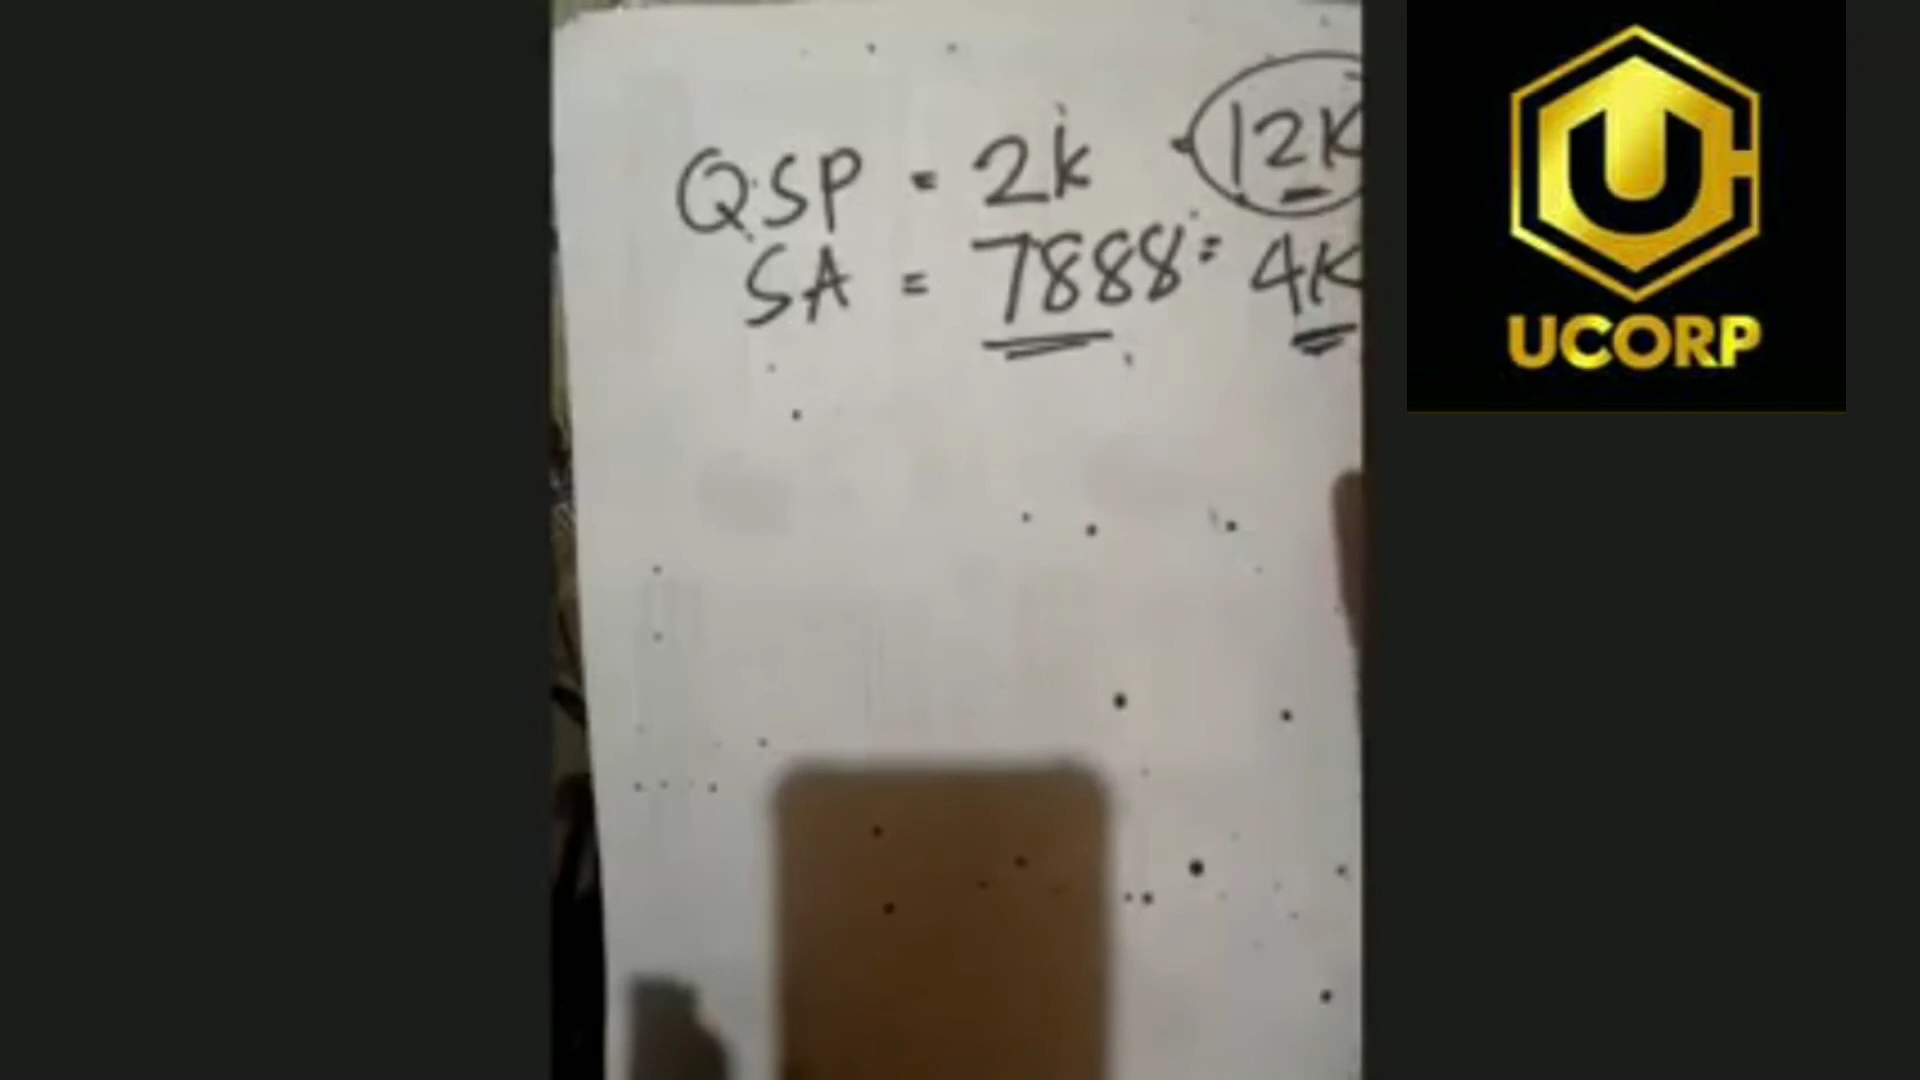 QSP = 2k 12K
SA = 7888 = 4K
UCORP